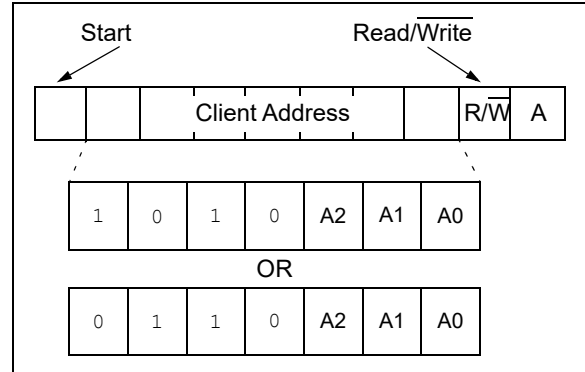 Start Read/W̅r̅i̅t̅e̅
Client Address R/W̅ A
1 0 1 0 A2 A1 A0
OR
0 1 1 0 A2 A1 A0